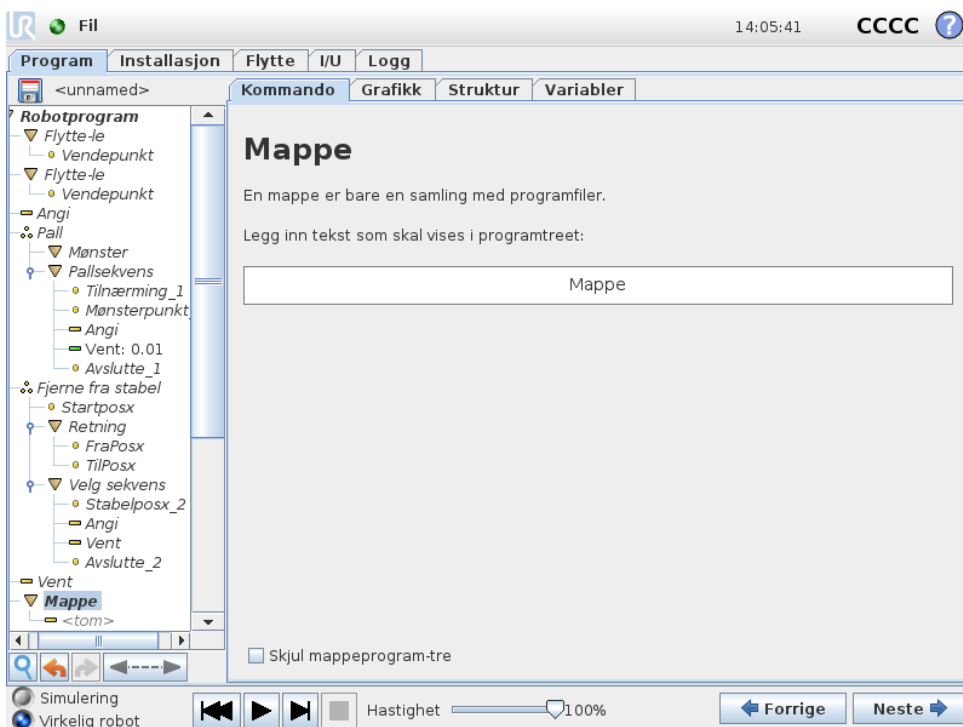 UR Fil 14:05:41 CCCC ?
Program Installasjon Flytte I/U Logg
<unnamed>
Kommando Grafikk Struktur Variabler
Robotprogram
Flytte-le
Vendepunkt
Flytte-le
Vendepunkt
Angi
Pall
Mønster
Pallsekvens
Tilnærming_1
Mønsterpunkt_
Angi
Vent: 0.01
Avslutte_1
Fjerne fra stabel
Startposx
Retning
FraPosx
TilPosx
Velg sekvens
Stabelposx_2
Angi
Vent
Avslutte_2
Vent
Mappe
<tom>
Mappe
En mappe er bare en samling med programfiler.
Legg inn tekst som skal vises i programtreet:
Mappe
Skjul mappeprogram-tre
Simulering
Virkelig robot
Hastighet 100%
Forrige Neste